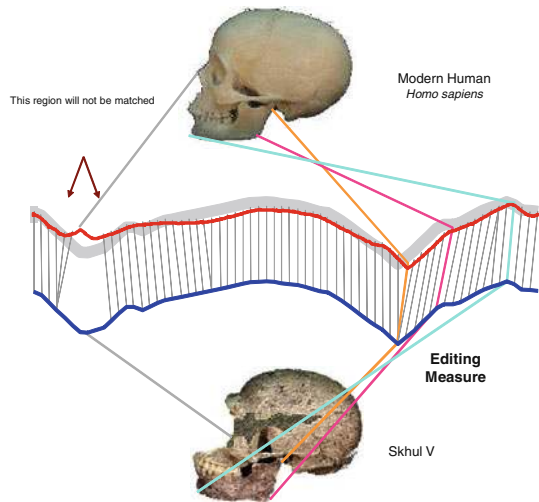 Modern Human
Homo sapiens
This region will not be matched
Editing
Measure
Skhul V